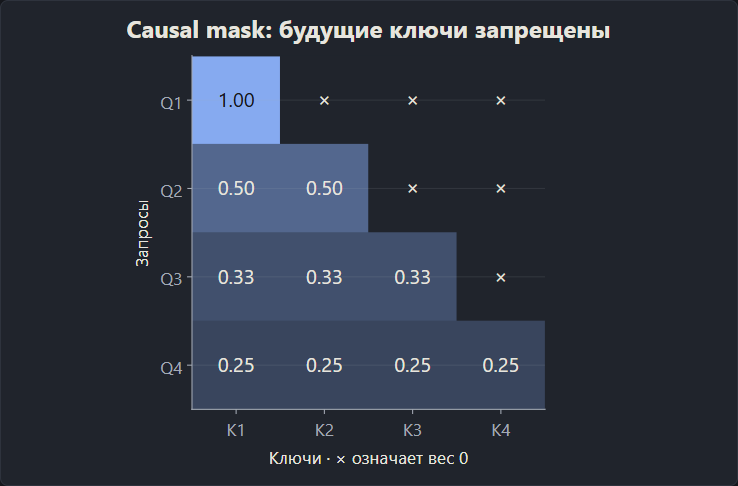 Causal mask: будущие ключи запрещены
Q1 1.00 × × ×
Q2 0.50 0.50 × ×
Запросы
Q3 0.33 0.33 0.33 ×
Q4 0.25 0.25 0.25 0.25
K1 K2 K3 K4
Ключи · × означает вес 0